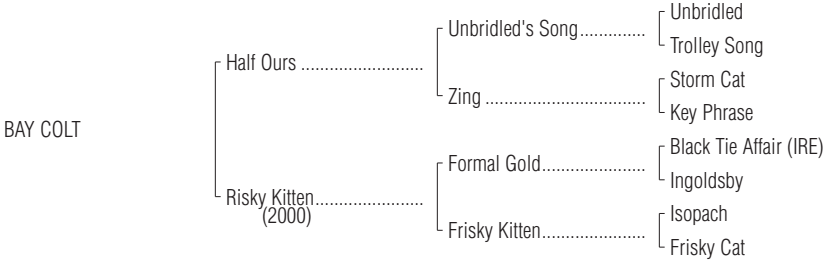 Unbridled
Unbridled's Song..............
Trolley Song
Half Ours ..........................
Storm Cat
Zing ..................................
Key Phrase
BAY COLT
Black Tie Affair (IRE)
Formal Gold......................
Ingoldsby
Risky Kitten.......................
(2000)
Isopach
Frisky Kitten......................
Frisky Cat